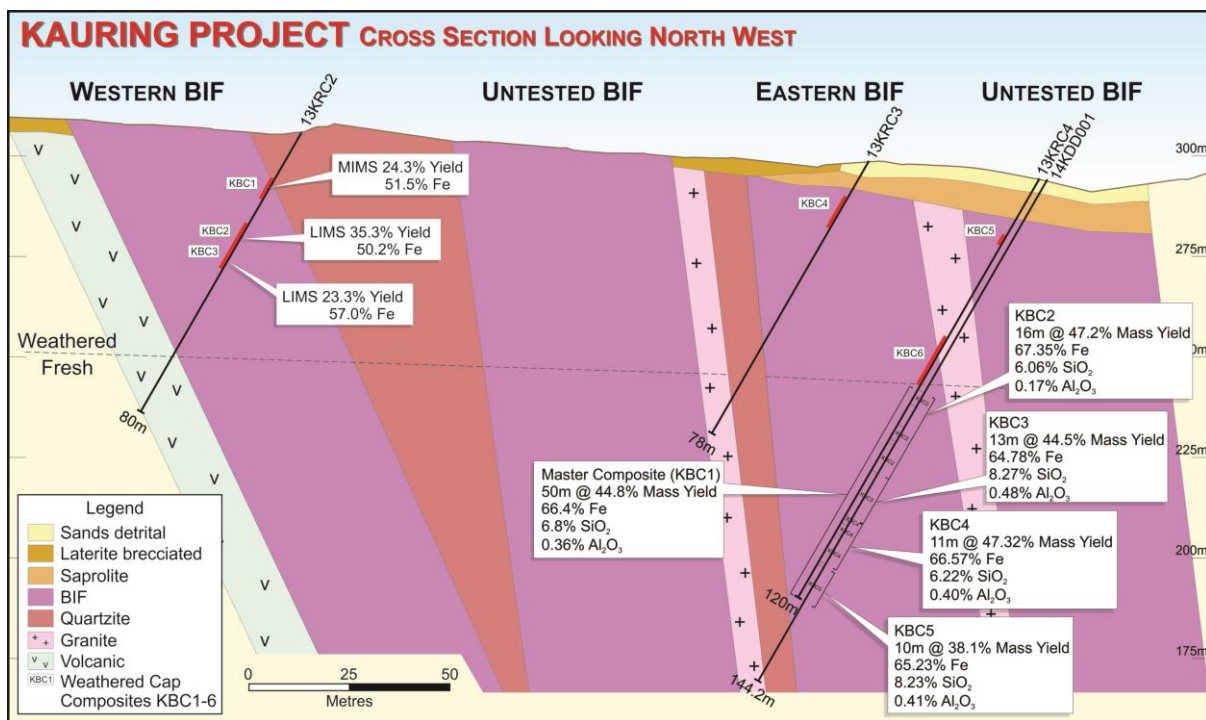 KAURING PROJECT CROSS SECTION LOOKING NORTH WEST
WESTERN BIF
13KRC2
UNTESTED BIF
EASTERN BIF
13KRC3
UNTESTED BIF
13KRC4
14KDD001
300m
275m
225m
200m
175m
KBC1
MIMS 24.3% Yield
51.5% Fe
KBC2
LIMS 35.3% Yield
50.2% Fe
KBC3
LIMS 23.3% Yield
57.0% Fe
KBC4
KBC5
KBC6
Weathered
Fresh
80m
78m
120m
144.2m
KBC2
16m @ 47.2% Mass Yield
67.35% Fe
6.06% SiO₂
0.17% Al₂O₃
KBC3
13m @ 44.5% Mass Yield
64.78% Fe
8.27% SiO₂
0.48% Al₂O₃
Master Composite (KBC1)
50m @ 44.8% Mass Yield
66.4% Fe
6.8% SiO₂
0.36% Al₂O₃
KBC4
11m @ 47.32% Mass Yield
66.57% Fe
6.22% SiO₂
0.40% Al₂O₃
KBC5
10m @ 38.1% Mass Yield
65.23% Fe
8.23% SiO₂
0.41% Al₂O₃
Legend
Sands detrital
Laterite brecciated
Saprolite
BIF
Quartzite
Granite
Volcanic
KBC1 Weathered Cap
Composites KBC1-6
0 25 50
Metres